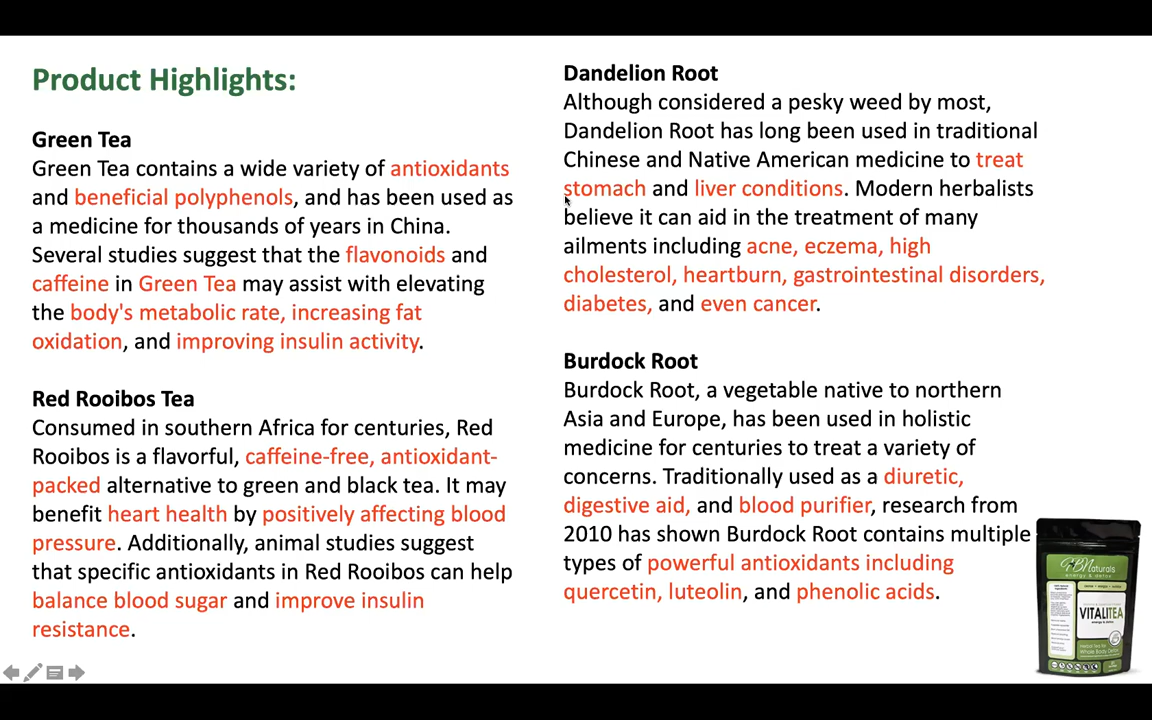 Product Highlights:
Green Tea
Green Tea contains a wide variety of antioxidants
and beneficial polyphenols, and has been used as
a medicine for thousands of years in China.
Several studies suggest that the flavonoids and
caffeine in Green Tea may assist with elevating
the body's metabolic rate, increasing fat
oxidation, and improving insulin activity.
Red Rooibos Tea
Consumed in southern Africa for centuries, Red
Rooibos is a flavorful, caffeine-free, antioxidant-
packed alternative to green and black tea. It may
benefit heart health by positively affecting blood
pressure. Additionally, animal studies suggest
that specific antioxidants in Red Rooibos can help
balance blood sugar and improve insulin
resistance.
Dandelion Root
Although considered a pesky weed by most,
Dandelion Root has long been used in traditional
Chinese and Native American medicine to treat
stomach and liver conditions. Modern herbalists
believe it can aid in the treatment of many
ailments including acne, eczema, high
cholesterol, heartburn, gastrointestinal disorders,
diabetes, and even cancer.
Burdock Root
Burdock Root, a vegetable native to northern
Asia and Europe, has been used in holistic
medicine for centuries to treat a variety of
concerns. Traditionally used as a diuretic,
digestive aid, and blood purifier, research from
2010 has shown Burdock Root contains multiple
types of powerful antioxidants including
quercetin, luteolin, and phenolic acids.
energy & detox
VITALITEA
energy & detox
Whole Body Detox